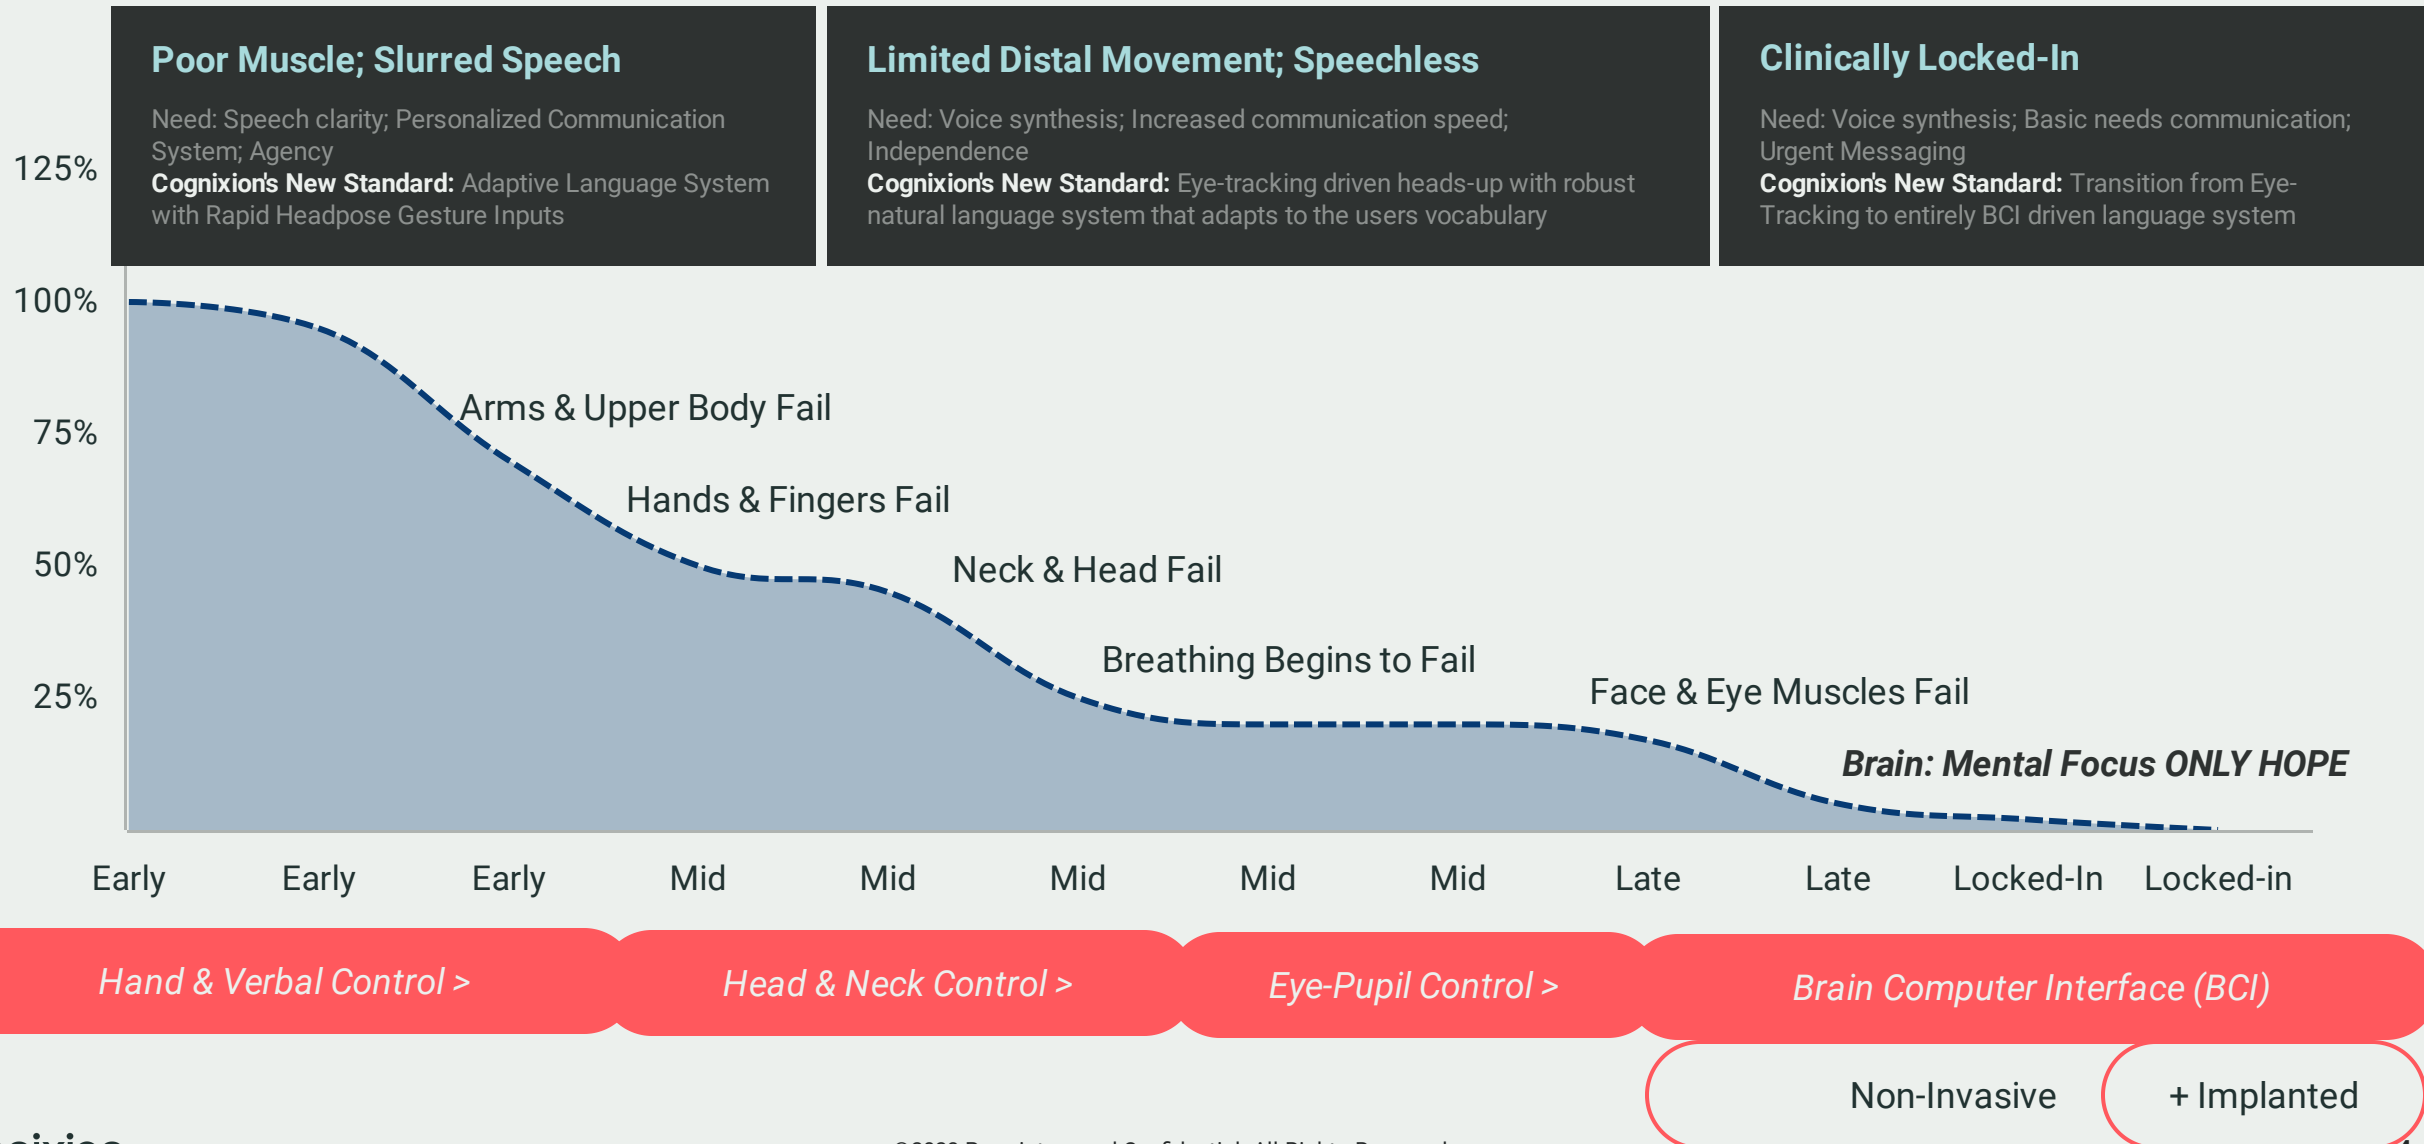 Poor Muscle; Slurred Speech
Need: Speech clarity; Personalized Communication
System; Agency
Cognixion's New Standard: Adaptive Language System
with Rapid Headpose Gesture Inputs
Limited Distal Movement; Speechless
Need: Voice synthesis; Increased communication speed;
Independence
Cognixion's New Standard: Eye-tracking driven heads-up with robust
natural language system that adapts to the users vocabulary
Clinically Locked-In
Need: Voice synthesis; Basic needs communication;
Urgent Messaging
Cognixion's New Standard: Transition from Eye-
Tracking to entirely BCI driven language system
125%
100%
75%
50%
25%
Arms & Upper Body Fail
Hands & Fingers Fail
Neck & Head Fail
Breathing Begins to Fail
Face & Eye Muscles Fail
Brain: Mental Focus ONLY HOPE
Early
Early
Early
Mid
Mid
Mid
Mid
Mid
Late
Late
Locked-In
Locked-in
Hand & Verbal Control >
Head & Neck Control >
Eye-Pupil Control >
Brain Computer Interface (BCI)
Non-Invasive
+ Implanted